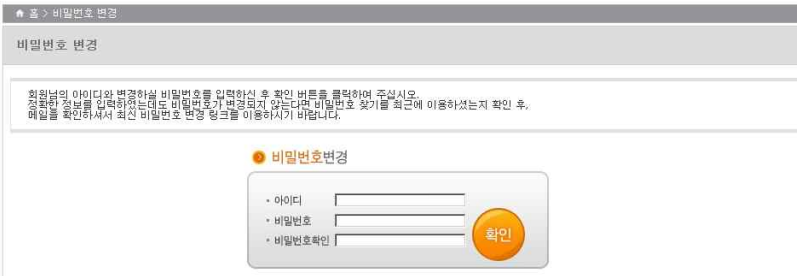 홈 > 비밀번호 변경
비밀번호 변경
회원님의 아이디와 변경하실 비밀번호를 입력하신 후 확인 버튼을 클릭하여 주십시오.
정확한 정보를 입력하였는데도 비밀번호가 변경되지 않는다면 비밀번호 찾기를 최근에 이용하셨는지 확인 후,
메일을 확인하셔서 최신 비밀번호 변경 링크를 이용하시기 바랍니다.
비밀번호변경
· 아이디
· 비밀번호
· 비밀번호확인
확인